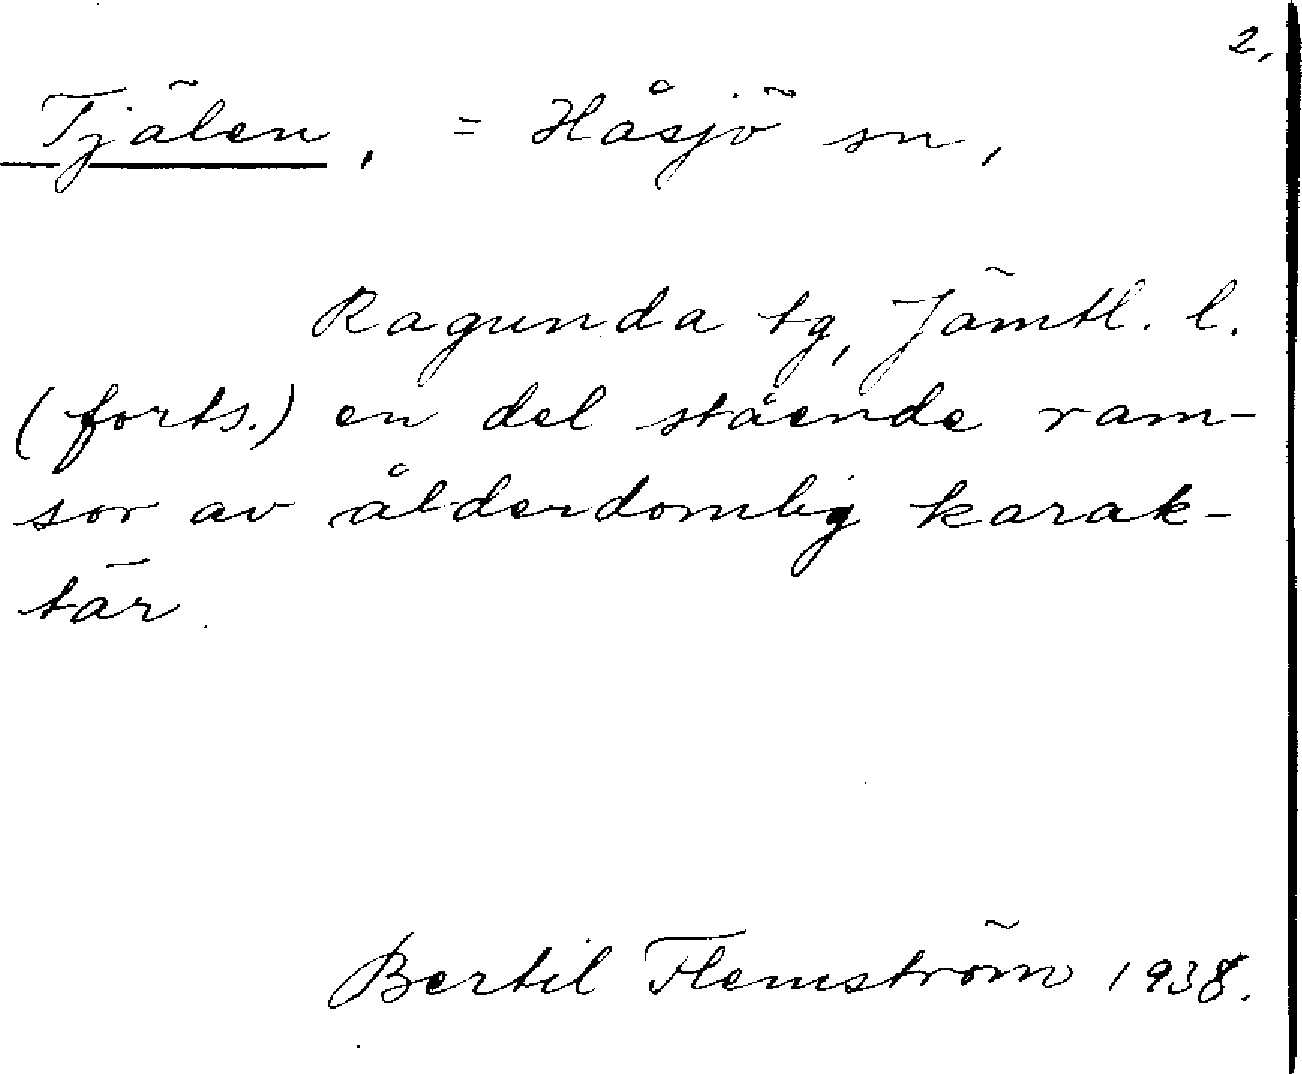 2,
Tjälen, = Håsjö sn,
Ragunda tg, Jämtl. l.
(forts.) en del stående ram-
sor av ålderdomlig karak-
tär.
Bertil Flemström 1938.